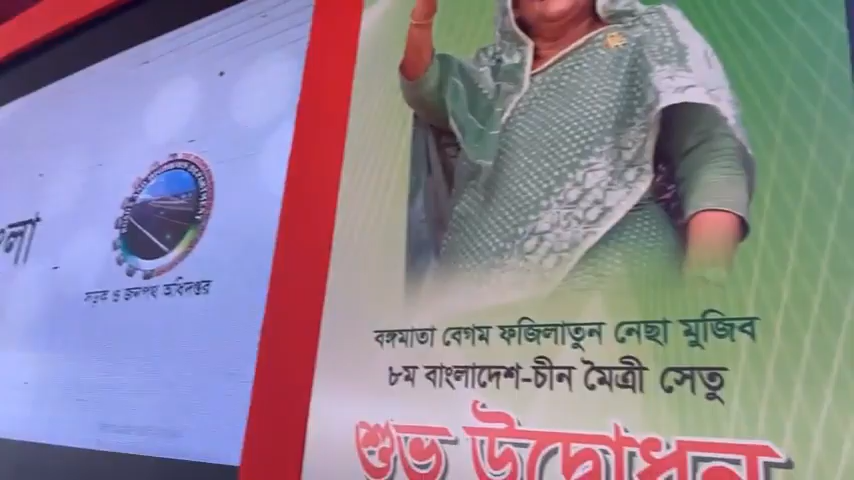 সড়ক ও জনপথ অধিদপ্তর
বঙ্গমাতা বেগম ফজিলাতুন নেছা মুজিব
৮ম বাংলাদেশ-চীন মৈত্রী সেতু
শুভ উদ্বোধন